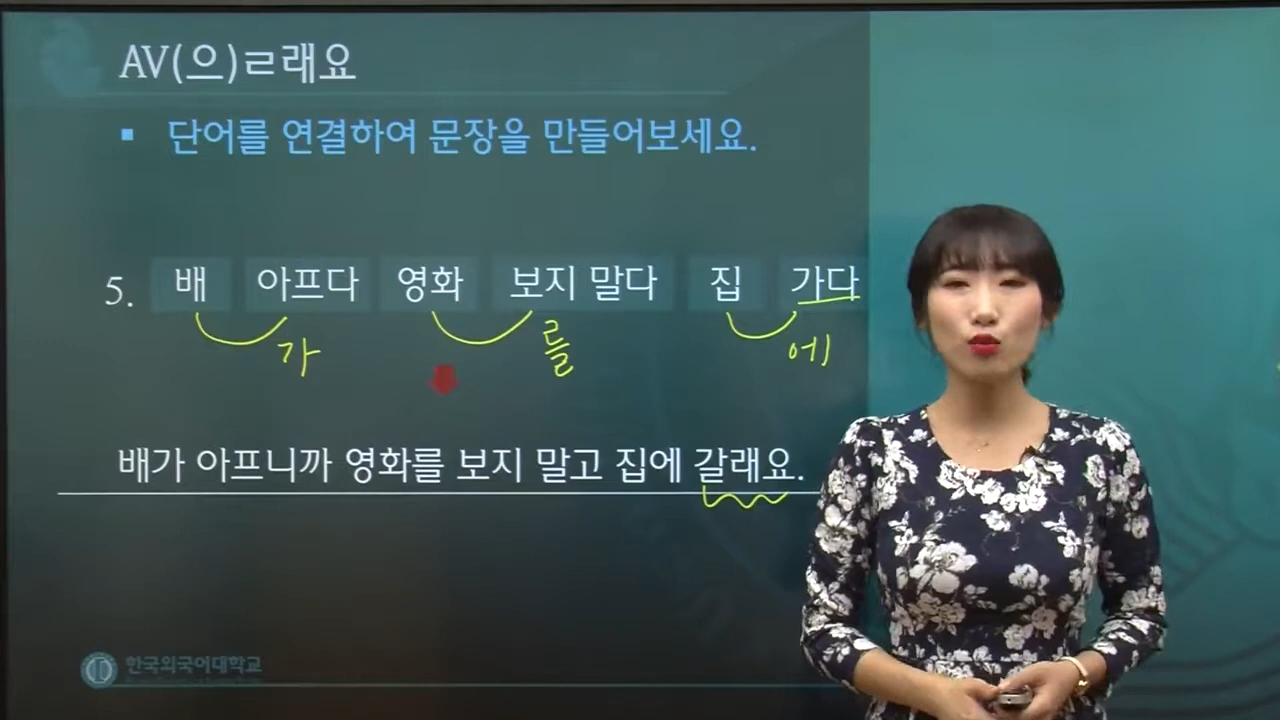 AV(으)ㄹ래요
▪ 단어를 연결하여 문장을 만들어보세요.
5. 배 아프다 영화 보지 말다 집 가다
가 를 에
배가 아프니까 영화를 보지 말고 집에 갈래요.
한국외국어대학교